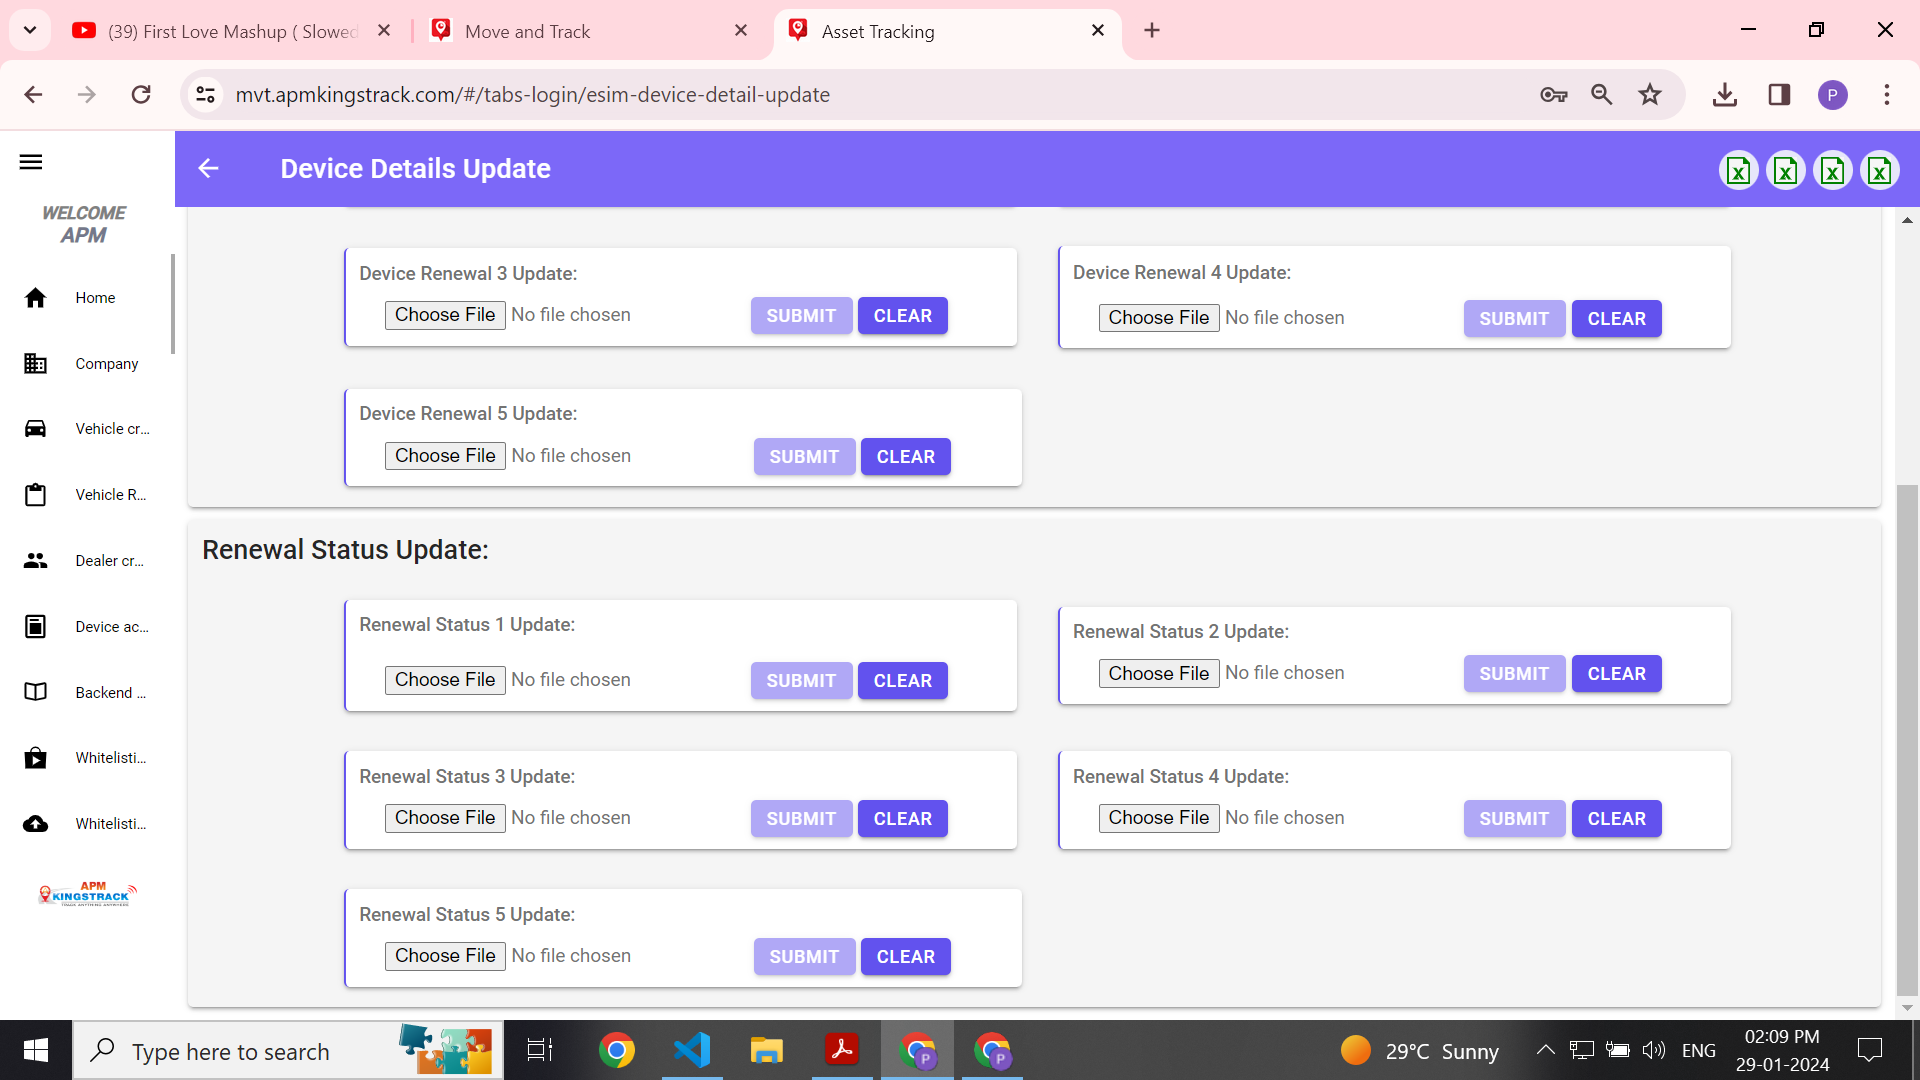 (39) First Love Mashup ( Slowed
Move and Track
Asset Tracking
mvt.apmkingstrack.com/#/tabs-login/esim-device-detail-update
P
WELCOME
APM
Home
Company
Vehicle cr...
Vehicle R...
Dealer cr...
Device ac...
Backend ...
Whitelisti...
Whitelisti...
APM
KINGSTRACK
Device Details Update
Device Renewal 3 Update:
Choose File No file chosen SUBMIT CLEAR
Device Renewal 4 Update:
Choose File No file chosen SUBMIT CLEAR
Device Renewal 5 Update:
Choose File No file chosen SUBMIT CLEAR
Renewal Status Update:
Renewal Status 1 Update:
Choose File No file chosen SUBMIT CLEAR
Renewal Status 2 Update:
Choose File No file chosen SUBMIT CLEAR
Renewal Status 3 Update:
Choose File No file chosen SUBMIT CLEAR
Renewal Status 4 Update:
Choose File No file chosen SUBMIT CLEAR
Renewal Status 5 Update:
Choose File No file chosen SUBMIT CLEAR
Type here to search
29°C Sunny
ENG
02:09 PM
29-01-2024